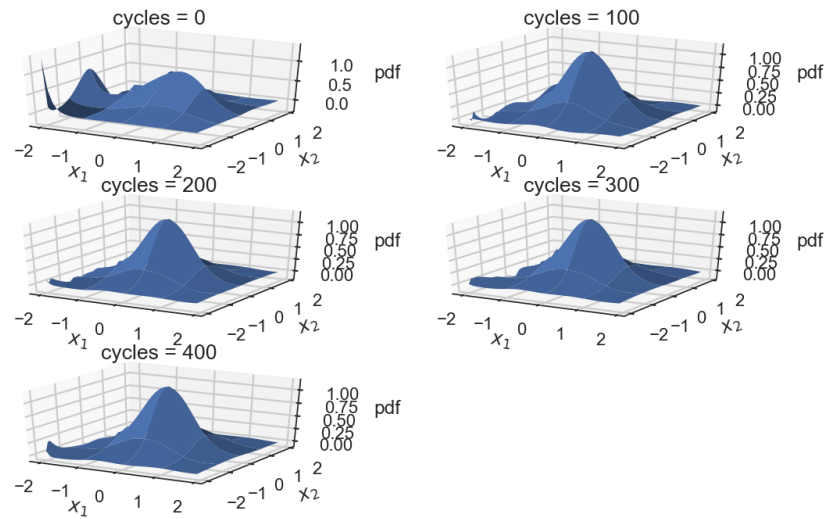 cycles = 0
1.0
0.5
0.0
pdf
−2 −1 0 1 2
x1
−2 −1 0 1 2
x2
cycles = 100
1.00
0.75
0.50
0.25
0.00
pdf
−2 −1 0 1 2
x1
−2 −1 0 1 2
x2
cycles = 200
1.00
0.75
0.50
0.25
0.00
pdf
−2 −1 0 1 2
x1
−2 −1 0 1 2
x2
cycles = 300
1.00
0.75
0.50
0.25
0.00
pdf
−2 −1 0 1 2
x1
−2 −1 0 1 2
x2
cycles = 400
1.00
0.75
0.50
0.25
0.00
pdf
−2 −1 0 1 2
x1
−2 −1 0 1 2
x2